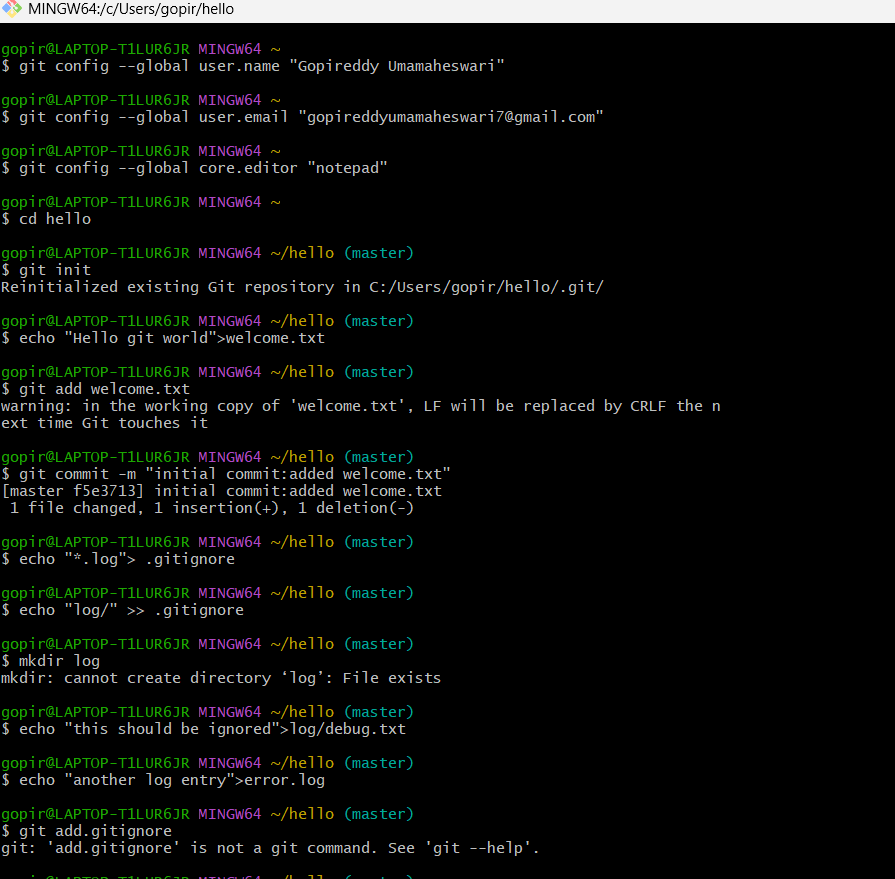 MINGW64:/c/Users/gopir/hello
gopir@LAPTOP-T1LUR6JR MINGW64 ~
$ git config --global user.name "Gopireddy Umamaheswari"
gopir@LAPTOP-T1LUR6JR MINGW64 ~
$ git config --global user.email "gopireddyumamaheswari7@gmail.com"
gopir@LAPTOP-T1LUR6JR MINGW64 ~
$ git config --global core.editor "notepad"
gopir@LAPTOP-T1LUR6JR MINGW64 ~
$ cd hello
gopir@LAPTOP-T1LUR6JR MINGW64 ~/hello (master)
$ git init
Reinitialized existing Git repository in C:/Users/gopir/hello/.git/
gopir@LAPTOP-T1LUR6JR MINGW64 ~/hello (master)
$ echo "Hello git world">welcome.txt
gopir@LAPTOP-T1LUR6JR MINGW64 ~/hello (master)
$ git add welcome.txt
warning: in the working copy of 'welcome.txt', LF will be replaced by CRLF the n
ext time Git touches it
gopir@LAPTOP-T1LUR6JR MINGW64 ~/hello (master)
$ git commit -m "initial commit:added welcome.txt"
[master f5e3713] initial commit:added welcome.txt
1 file changed, 1 insertion(+), 1 deletion(-)
gopir@LAPTOP-T1LUR6JR MINGW64 ~/hello (master)
$ echo "*.log"> .gitignore
gopir@LAPTOP-T1LUR6JR MINGW64 ~/hello (master)
$ echo "log/" >> .gitignore
gopir@LAPTOP-T1LUR6JR MINGW64 ~/hello (master)
$ mkdir log
mkdir: cannot create directory ‘log’: File exists
gopir@LAPTOP-T1LUR6JR MINGW64 ~/hello (master)
$ echo "this should be ignored">log/debug.txt
gopir@LAPTOP-T1LUR6JR MINGW64 ~/hello (master)
$ echo "another log entry">error.log
gopir@LAPTOP-T1LUR6JR MINGW64 ~/hello (master)
$ git add.gitignore
git: 'add.gitignore' is not a git command. See 'git --help'.